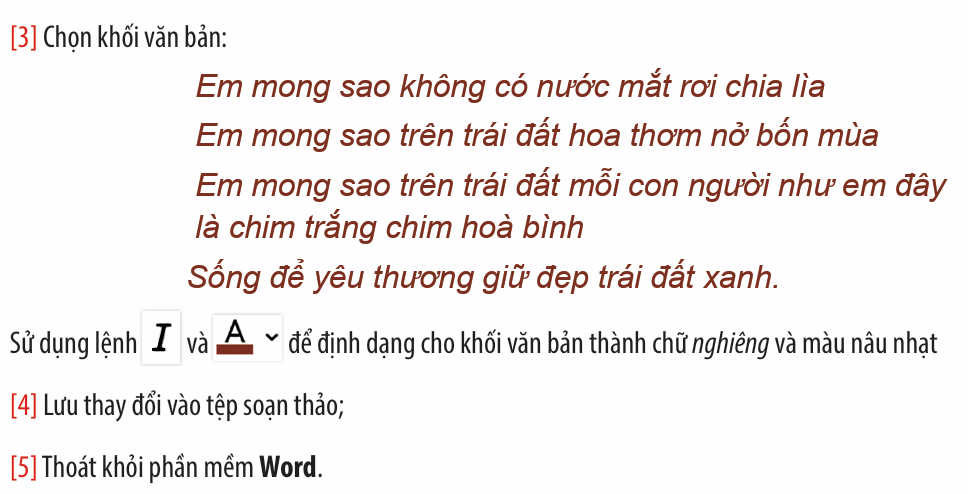 [3] Chọn khối văn bản:
Em mong sao không có nước mắt rơi chia lìa
Em mong sao trên trái đất hoa thơm nở bốn mùa
Em mong sao trên trái đất mỗi con người như em đây
là chim trắng chim hoà bình
Sống để yêu thương giữ đẹp trái đất xanh.
Sử dụng lệnh I và A để định dạng cho khối văn bản thành chữ nghiêng và màu nâu nhạt
[4] Lưu thay đổi vào tệp soạn thảo;
[5] Thoát khỏi phần mềm Word.